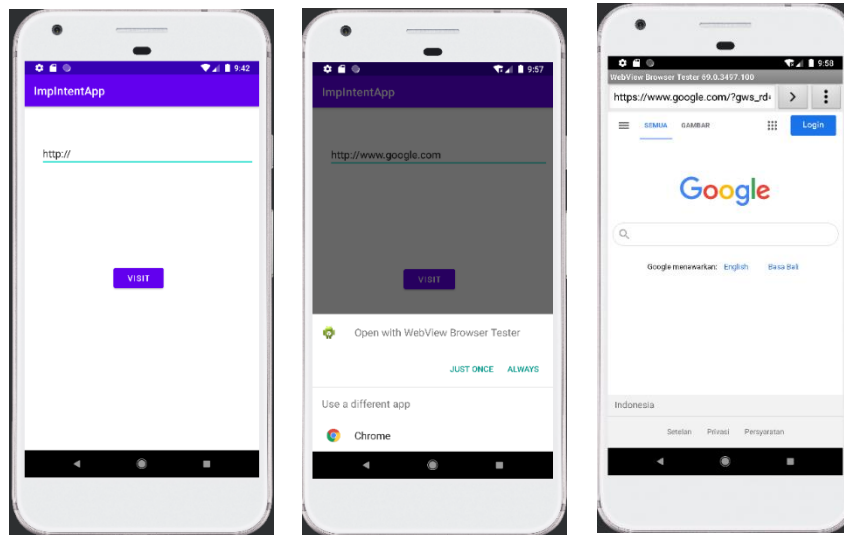 9:42
ImpIntentApp
http://
VISIT
9:57
ImpIntentApp
http://www.google.com
VISIT
Open with WebView Browser Tester
JUST ONCE ALWAYS
Use a different app
Chrome
9:58
WebView Browser Tester 69.0.3497.100
https://www.google.com/?gws_rd=
SEMUA GAMBAR
Login
Google
Google menawarkan: English Basa Bali
Indonesia
Setelan Privasi Persyaratan